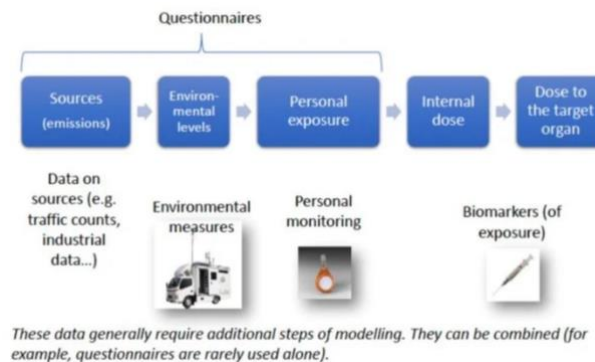 Questionnaires
Sources
(emissions)
Environ-
mental
levels
Personal
exposure
Internal
dose
Dose to
the target
organ
Data on
sources (e.g.
traffic counts,
industrial
data...)
Environmental
measures
Personal
monitoring
Biomarkers (of
exposure)
These data generally require additional steps of modelling. They can be combined (for
example, questionnaires are rarely used alone).